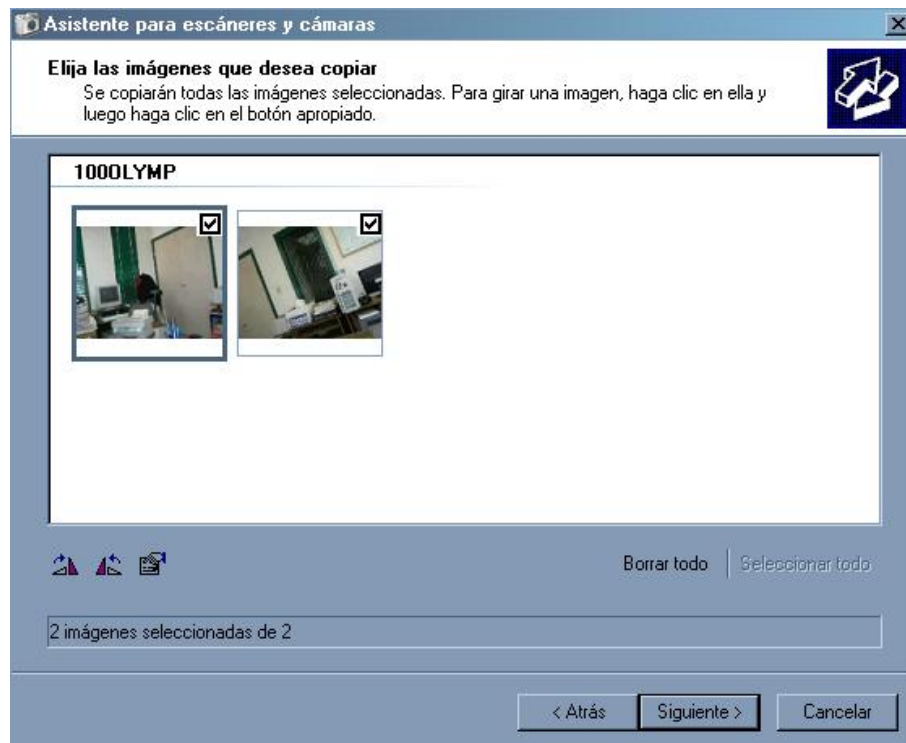 Asistente para escáneres y cámaras
Elija las imágenes que desea copiar
Se copiarán todas las imágenes seleccionadas. Para girar una imagen, haga clic en ella y
luego haga clic en el botón apropiado.
100OLYMP
Borrar todo
Seleccionar todo
2 imágenes seleccionadas de 2
< Atrás
Siguiente >
Cancelar